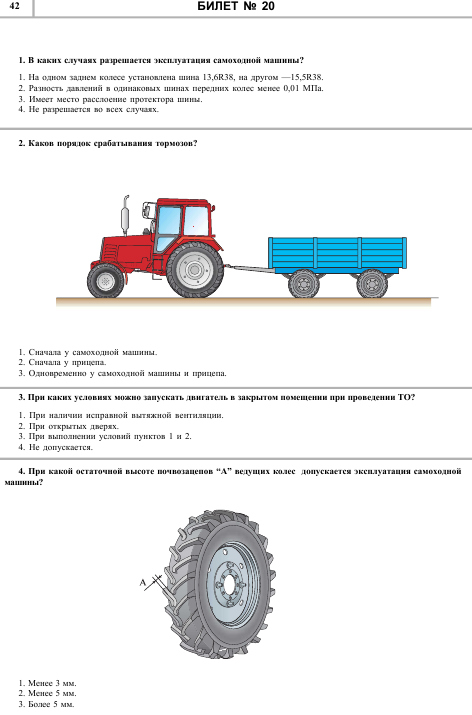 42
БИЛЕТ № 20
1. В каких случаях разрешается эксплуатация самоходной машины?
1. На одном заднем колесе установлена шина 13,6R38, на другом —15,5R38.
2. Разность давлений в одинаковых шинах передних колес менее 0,01 МПа.
3. Имеет место расслоение протектора шины.
4. Не разрешается во всех случаях.
2. Каков порядок срабатывания тормозов?
1. Сначала у самоходной машины.
2. Сначала у прицепа.
3. Одновременно у самоходной машины и прицепа.
3. При каких условиях можно запускать двигатель в закрытом помещении при проведении ТО?
1. При наличии исправной вытяжной вентиляции.
2. При открытых дверях.
3. При выполнении условий пунктов 1 и 2.
4. Не допускается.
4. При какой остаточной высоте почвозацепов “А” ведущих колес допускается эксплуатация самоходной
машины?
А
1. Менее 3 мм.
2. Менее 5 мм.
3. Более 5 мм.